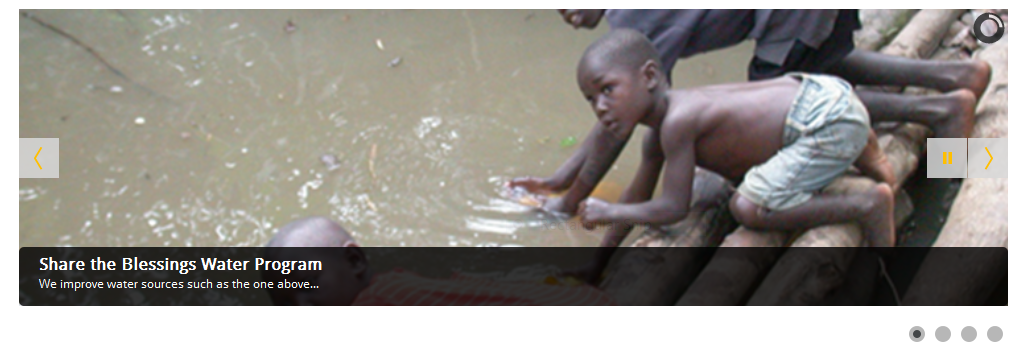 Share the Blessings Water Program
We improve water sources such as the one above...